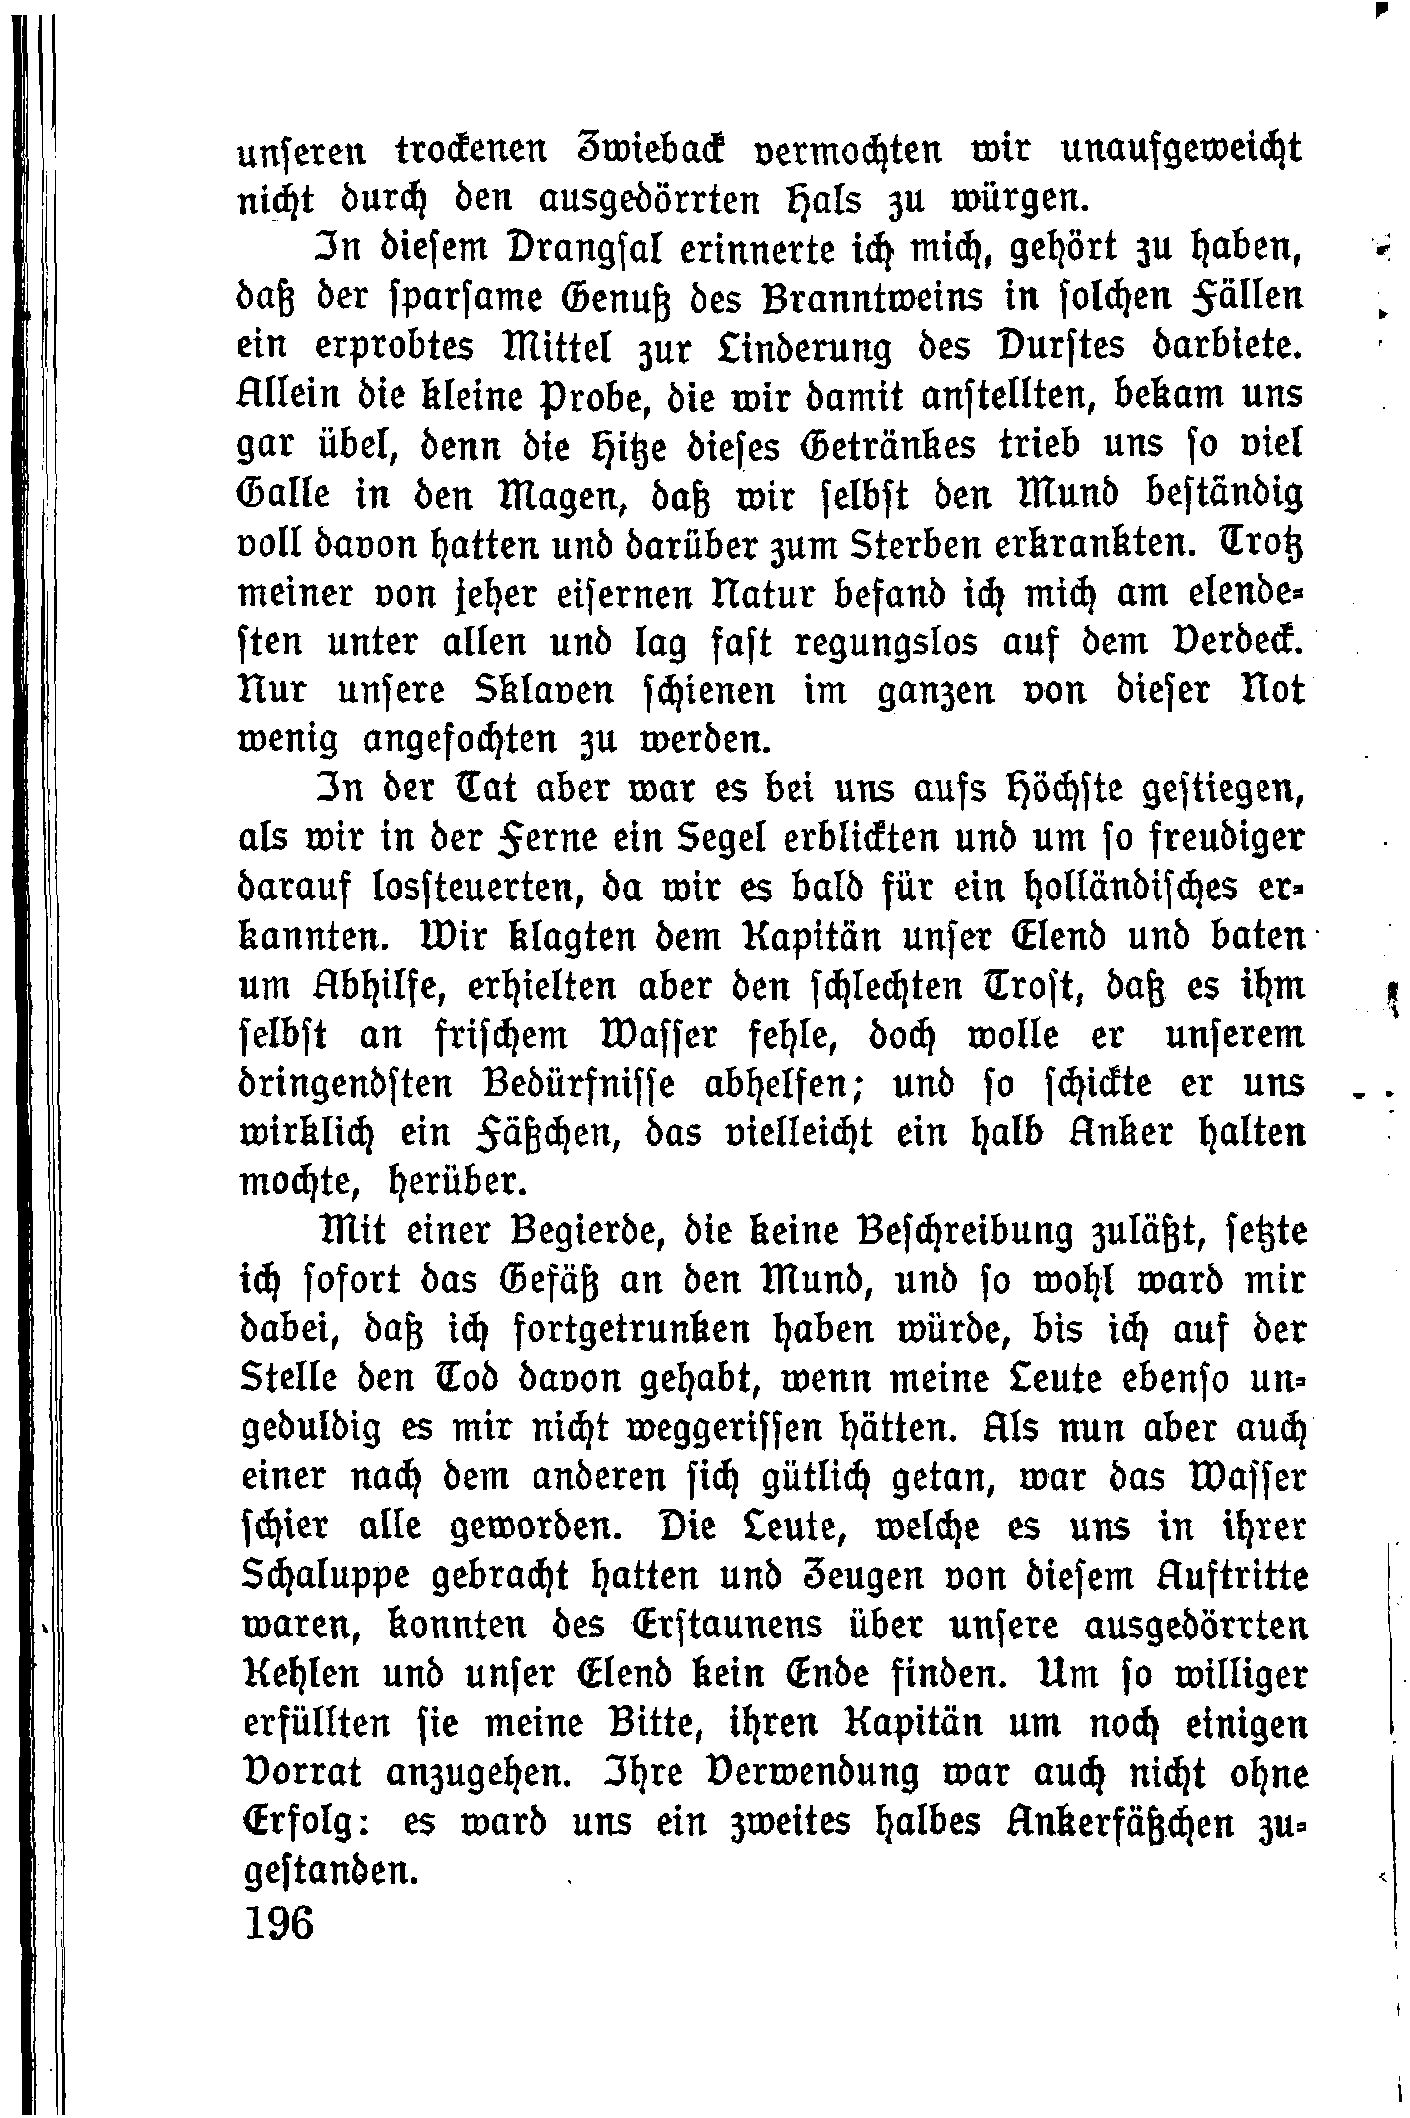 unseren trockenen Zwieback vermochten wir unaufgeweicht
nicht durch den ausgedörrten Hals zu würgen.
In diesem Drangsal erinnerte ich mich, gehört zu haben,
daß der sparsame Genuß des Branntweins in solchen Fällen
ein erprobtes Mittel zur Linderung des Durstes darbiete.
Allein die kleine Probe, die wir damit anstellten, bekam uns
gar übel, denn die Hitze dieses Getränkes trieb uns so viel
Galle in den Magen, daß wir selbst den Mund beständig
voll davon hatten und darüber zum Sterben erkrankten. Trotz
meiner von jeher eisernen Natur befand ich mich am elende-
sten unter allen und lag fast regungslos auf dem Verdeck.
Nur unsere Sklaven schienen im ganzen von dieser Not
wenig angefochten zu werden.
In der Tat aber war es bei uns aufs Höchste gestiegen,
als wir in der Ferne ein Segel erblickten und um so freudiger
darauf lossteuerten, da wir es bald für ein holländisches er-
kannten. Wir klagten dem Kapitän unser Elend und baten
um Abhilfe, erhielten aber den schlechten Trost, daß es ihm
selbst an frischem Wasser fehle, doch wolle er unserem
dringendsten Bedürfnisse abhelfen; und so schickte er uns
wirklich ein Fäßchen, das vielleicht ein halb Anker halten
mochte, herüber.
Mit einer Begierde, die keine Beschreibung zuläßt, setzte
ich sofort das Gefäß an den Mund, und so wohl ward mir
dabei, daß ich fortgetrunken haben würde, bis ich auf der
Stelle den Tod davon gehabt, wenn meine Leute ebenso un-
geduldig es mir nicht weggerissen hätten. Als nun aber auch
einer nach dem anderen sich gütlich getan, war das Wasser
schier alle geworden. Die Leute, welche es uns in ihrer
Schaluppe gebracht hatten und Zeugen von diesem Auftritte
waren, konnten des Erstaunens über unsere ausgedörrten
Kehlen und unser Elend kein Ende finden. Um so williger
erfüllten sie meine Bitte, ihren Kapitän um noch einigen
Vorrat anzugehen. Ihre Verwendung war auch nicht ohne
Erfolg: es ward uns ein zweites halbes Ankerfäßchen zu-
gestanden.
196